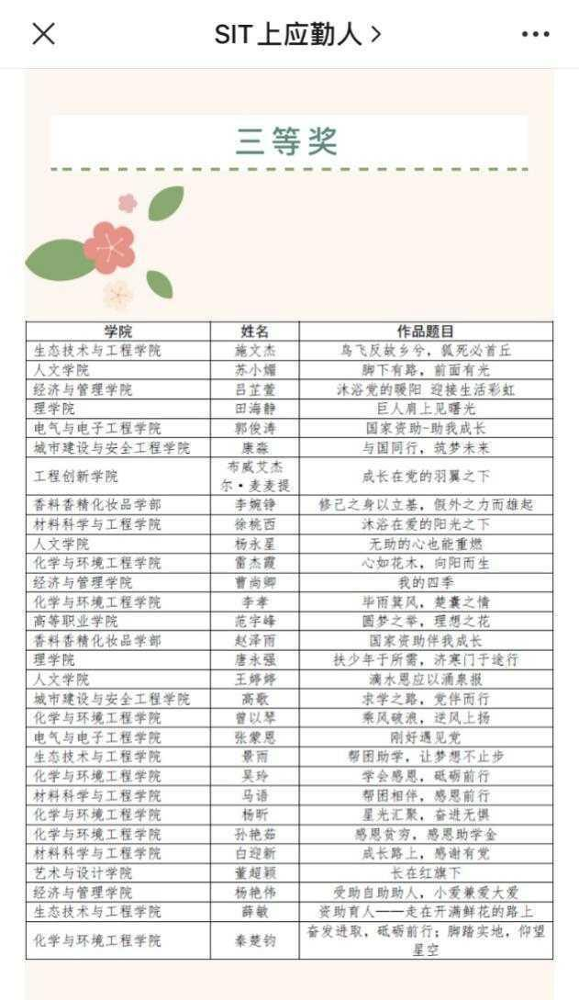 SIT上应勤人
三等奖
学院 姓名 作品题目
生态技术与工程学院 施文杰 鸟飞反故乡兮，狐死必首丘
人文学院 苏小媚 脚下有路，前面有光
经济与管理学院 吕芷萱 沐浴党的暖阳 迎接生活彩虹
理学院 田海静 巨人肩上见曙光
电气与电子工程学院 郭俊涛 国家资助-助我成长
城市建设与安全工程学院 康淼 与国同行，筑梦未来
工程创新学院 布威艾杰尔·麦麦提 成长在党的羽翼之下
香料香精化妆品学部 李婉铮 修己之身以立基，假外之力而雄起
材料科学与工程学院 徐桃西 沐浴在爱的阳光之下
人文学院 杨永星 无助的心也能重燃
化学与环境工程学院 雷杰霞 心如花木，向阳而生
经济与管理学院 曹尚卿 我的四季
化学与环境工程学院 李孝 毕雨箕风，楚囊之情
高等职业学院 范宇峰 圆梦之举，理想之花
香料香精化妆品学部 赵泽雨 国家资助伴我成长
理学院 唐永强 扶少年于所需，济寒门于途行
人文学院 王婷婷 滴水恩应以涌泉报
城市建设与安全工程学院 高歌 求学之路，党伴而行
化学与环境工程学院 曾以琴 乘风破浪，逆风上扬
电气与电子工程学院 张蒙恩 刚好遇见党
生态技术与工程学院 景雨 帮困助学，让梦想不止步
化学与环境工程学院 吴玲 学会感恩，砥砺前行
材料科学与工程学院 马语 帮困相伴，感恩前行
化学与环境工程学院 杨昕 星光汇聚，奋进无惧
化学与环境工程学院 孙艳茹 感恩贫穷，感恩助学金
材料科学与工程学院 白迎新 成长路上，感谢有党
艺术与设计学院 董超颖 长在红旗下
经济与管理学院 杨艳伟 受助自助助人，小爱兼爱大爱
生态技术与工程学院 薛敏 资助育人——走在开满鲜花的路上
化学与环境工程学院 秦楚钧 奋发进取，砥砺前行；脚踏实地，仰望星空